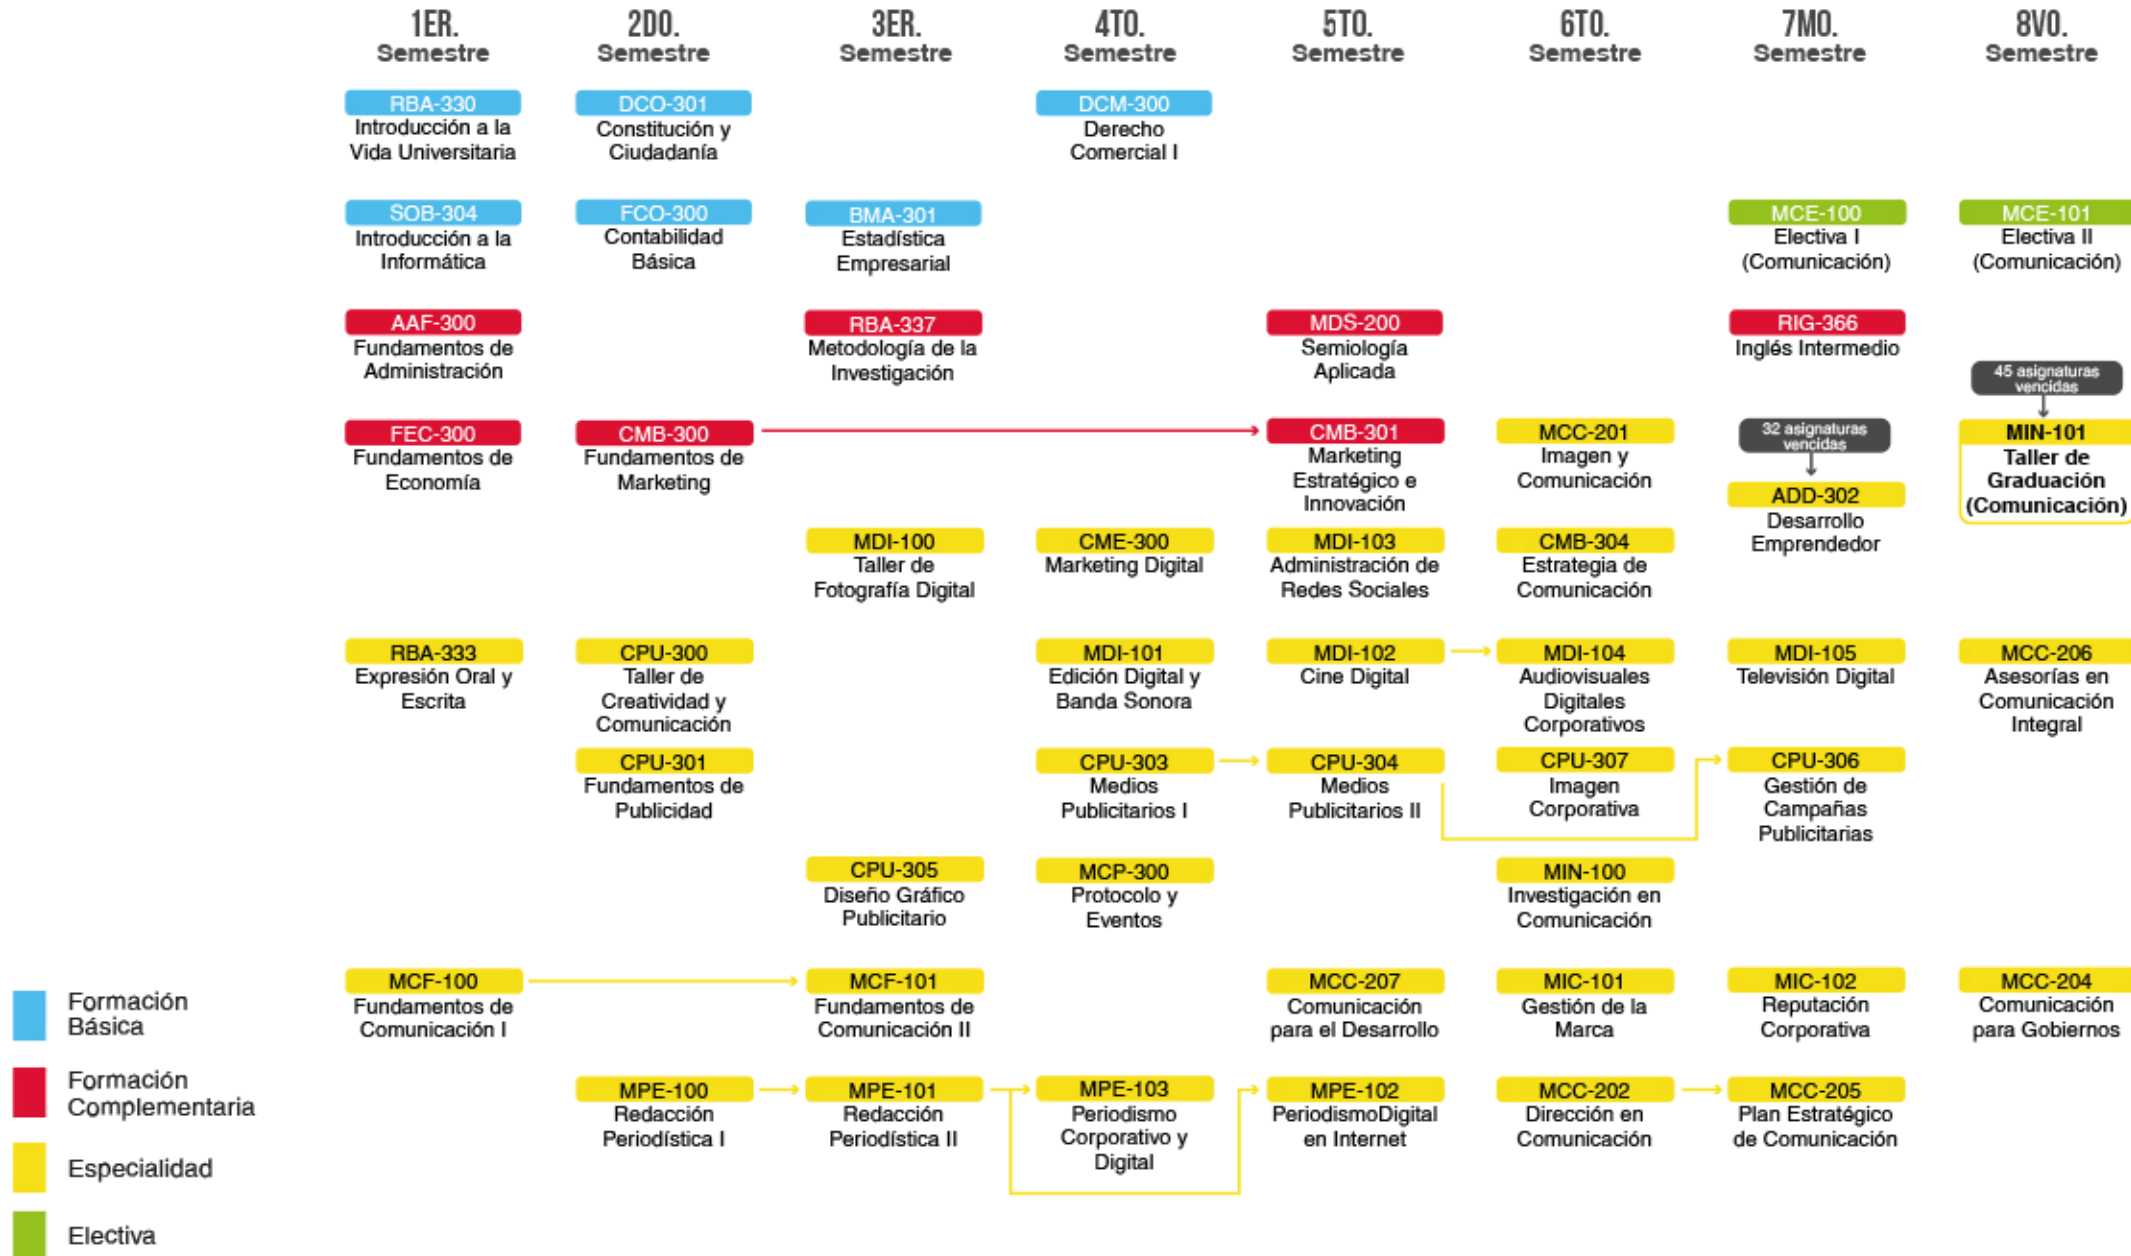 1ER.
Semestre
2DO.
Semestre
3ER.
Semestre
4TO.
Semestre
5TO.
Semestre
6TO.
Semestre
7MO.
Semestre
8VO.
Semestre
RBA-330
Introducción a la
Vida Universitaria
DCO-301
Constitución y
Ciudadanía
DCM-300
Derecho
Comercial I
SOB-304
Introducción a la
Informática
FCO-300
Contabilidad
Básica
BMA-301
Estadística
Empresarial
MCE-100
Electiva I
(Comunicación)
MCE-101
Electiva II
(Comunicación)
AAF-300
Fundamentos de
Administración
RBA-337
Metodología de la
Investigación
MDS-200
Semiología
Aplicada
RIG-366
Inglés Intermedio
45 asignaturas
vencidas
FEC-300
Fundamentos de
Economía
CMB-300
Fundamentos de
Marketing
CMB-301
Marketing
Estratégico e
Innovación
MCC-201
Imagen y
Comunicación
32 asignaturas
vencidas
ADD-302
Desarrollo
Emprendedor
MIN-101
Taller de
Graduación
(Comunicación)
MDI-100
Taller de
Fotografía Digital
CME-300
Marketing Digital
MDI-103
Administración de
Redes Sociales
CMB-304
Estrategia de
Comunicación
RBA-333
Expresión Oral y
Escrita
CPU-300
Taller de
Creatividad y
Comunicación
MDI-101
Edición Digital y
Banda Sonora
MDI-102
Cine Digital
MDI-104
Audiovisuales
Digitales
Corporativos
MDI-105
Televisión Digital
MCC-206
Asesorías en
Comunicación
Integral
CPU-301
Fundamentos de
Publicidad
CPU-303
Medios
Publicitarios I
CPU-304
Medios
Publicitarios II
CPU-307
Imagen
Corporativa
CPU-306
Gestión de
Campañas
Publicitarias
CPU-305
Diseño Gráfico
Publicitario
MCP-300
Protocolo y
Eventos
MIN-100
Investigación en
Comunicación
MCF-100
Fundamentos de
Comunicación I
MCF-101
Fundamentos de
Comunicación II
MCC-207
Comunicación
para el Desarrollo
MIC-101
Gestión de la
Marca
MIC-102
Reputación
Corporativa
MCC-204
Comunicación
para Gobiernos
MPE-100
Redacción
Periodística I
MPE-101
Redacción
Periodística II
MPE-103
Periodismo
Corporativo y
Digital
MPE-102
PeriodismoDigital
en Internet
MCC-202
Dirección en
Comunicación
MCC-205
Plan Estratégico
de Comunicación
Formación
Básica
Formación
Complementaria
Especialidad
Electiva